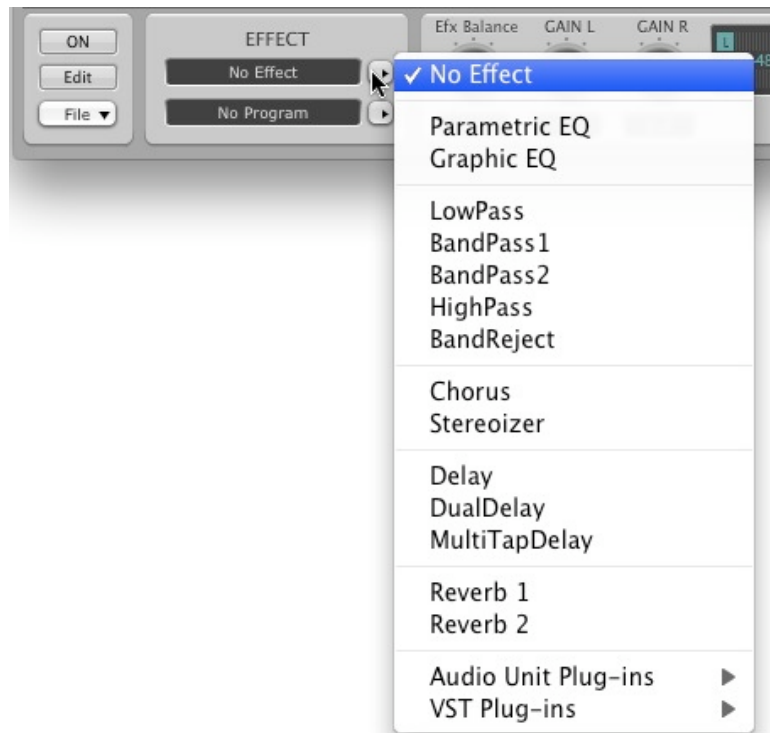 ON
Edit
File
EFFECT
No Effect
No Program
Efx Balance GAIN L GAIN R
L
48
✓ No Effect
Parametric EQ
Graphic EQ
LowPass
BandPass1
BandPass2
HighPass
BandReject
Chorus
Stereoizer
Delay
DualDelay
MultiTapDelay
Reverb 1
Reverb 2
Audio Unit Plug-ins
VST Plug-ins